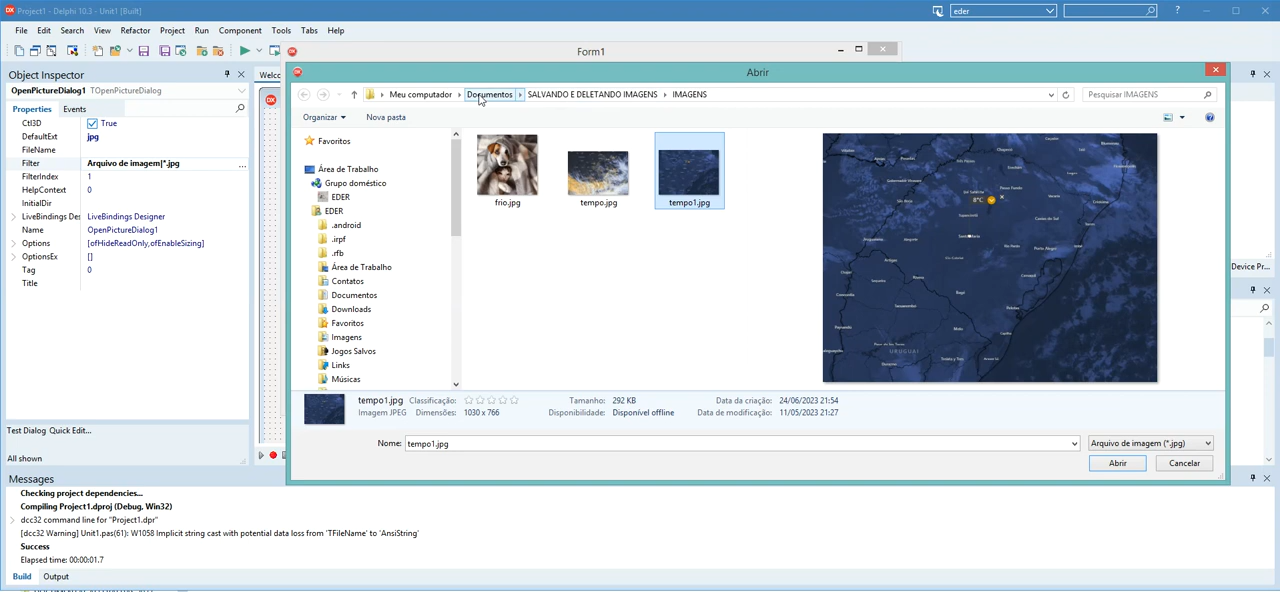 Project1 - Delphi 10.3 - Unit1 [Built]
eder
File Edit Search View Refactor Project Run Component Tools Tabs Help
Form1
Object Inspector
Welco
Abrir
OpenPictureDialog1 TOpenPictureDialog
Properties Events
Meu computador Documentos SALVANDO E DELETANDO IMAGENS IMAGENS
Pesquisar IMAGENS
Organizar Nova pasta
Ctl3D True
DefaultExt jpg
FileName
Filter Arquivo de imagem|*.jpg
FilterIndex 1
HelpContext 0
InitialDir
LiveBindings Des LiveBindings Designer
Name OpenPictureDialog1
Options [ofHideReadOnly,ofEnableSizing]
OptionsEx []
Tag 0
Title
Favoritos
Área de Trabalho
Grupo doméstico
EDER
EDER
.android
.irpf
.rfb
Área de Trabalho
Contatos
Documentos
Downloads
Favoritos
Imagens
Jogos Salvos
Links
Músicas
frio.jpg
tempo.jpg
tempo1.jpg
8°C
URUGUAI
Device Pr...
tempo1.jpg Classificação: Tamanho: 292 KB Data da criação: 24/06/2023 21:54
Imagem JPEG Dimensões: 1030 x 766 Disponibilidade: Disponível offline Data de modificação: 11/05/2023 21:27
Nome: tempo1.jpg Arquivo de imagem (*.jpg)
Abrir Cancelar
Test Dialog Quick Edit...
All shown
Messages
Checking project dependencies...
Compiling Project1.dproj (Debug, Win32)
dcc32 command line for "Project1.dpr"
[dcc32 Warning] Unit1.pas(61): W1058 Implicit string cast with potential data loss from 'TFileName' to 'AnsiString'
Success
Elapsed time: 00:00:01.7
Build Output